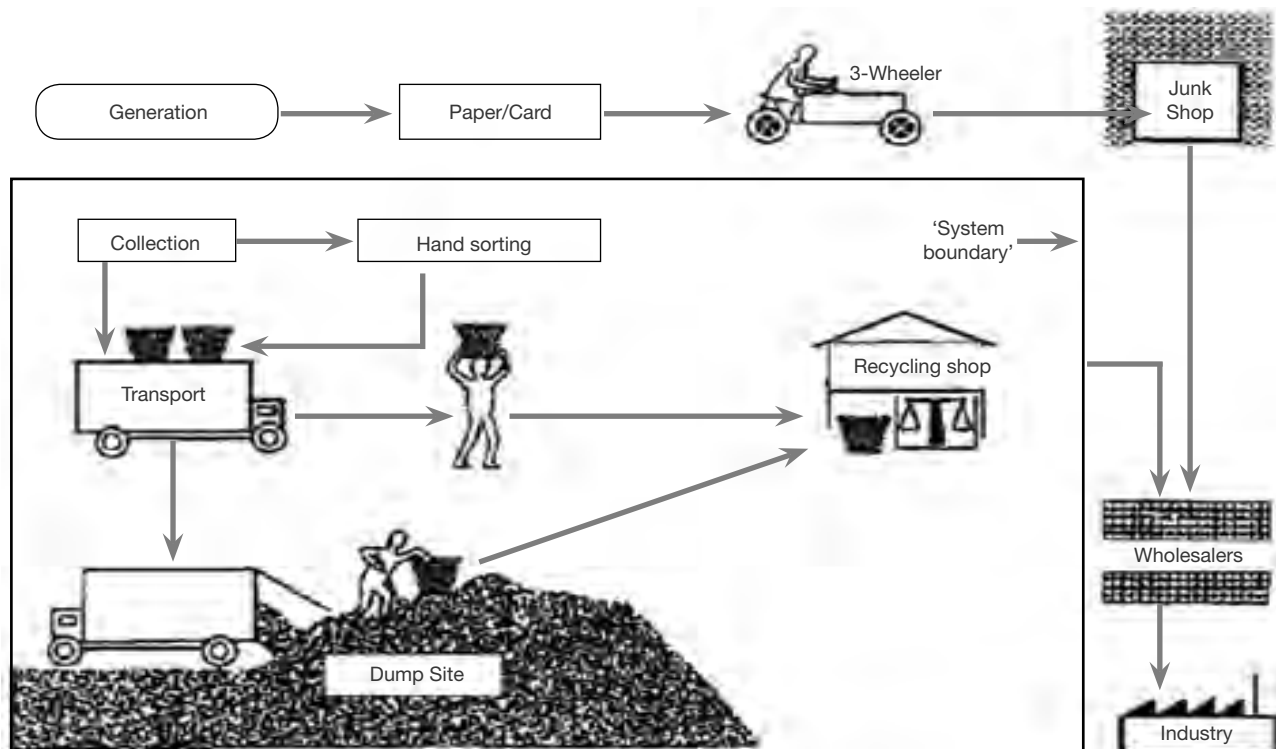 Generation
Paper/Card
3-Wheeler
Junk
Shop
Collection
Hand sorting
‘System
boundary’
Transport
Recycling shop
Wholesalers
Dump Site
Industry